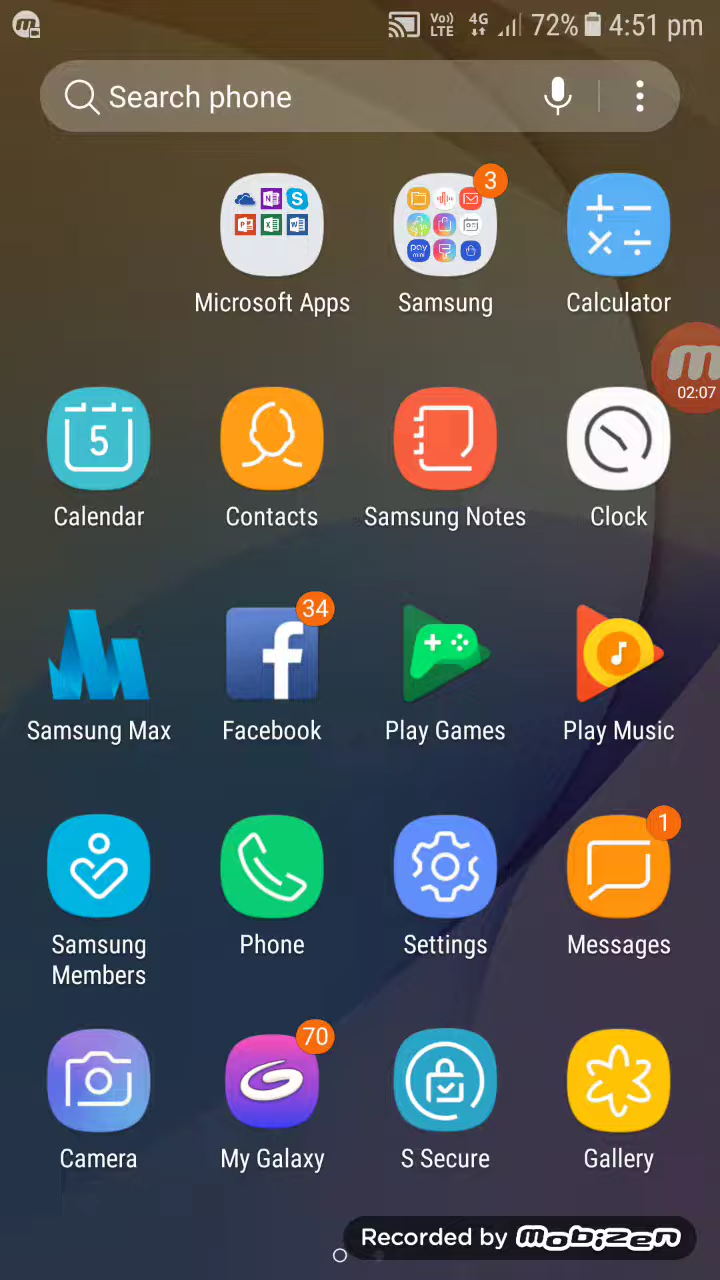 Vo)) LTE 4G 72% 4:51 pm
Search phone
3
Microsoft Apps Samsung Calculator
02:07
5
Calendar Contacts Samsung Notes Clock
34
Samsung Max Facebook Play Games Play Music
1
Samsung Members Phone Settings Messages
70
Camera My Galaxy S Secure Gallery
Recorded by mobizen